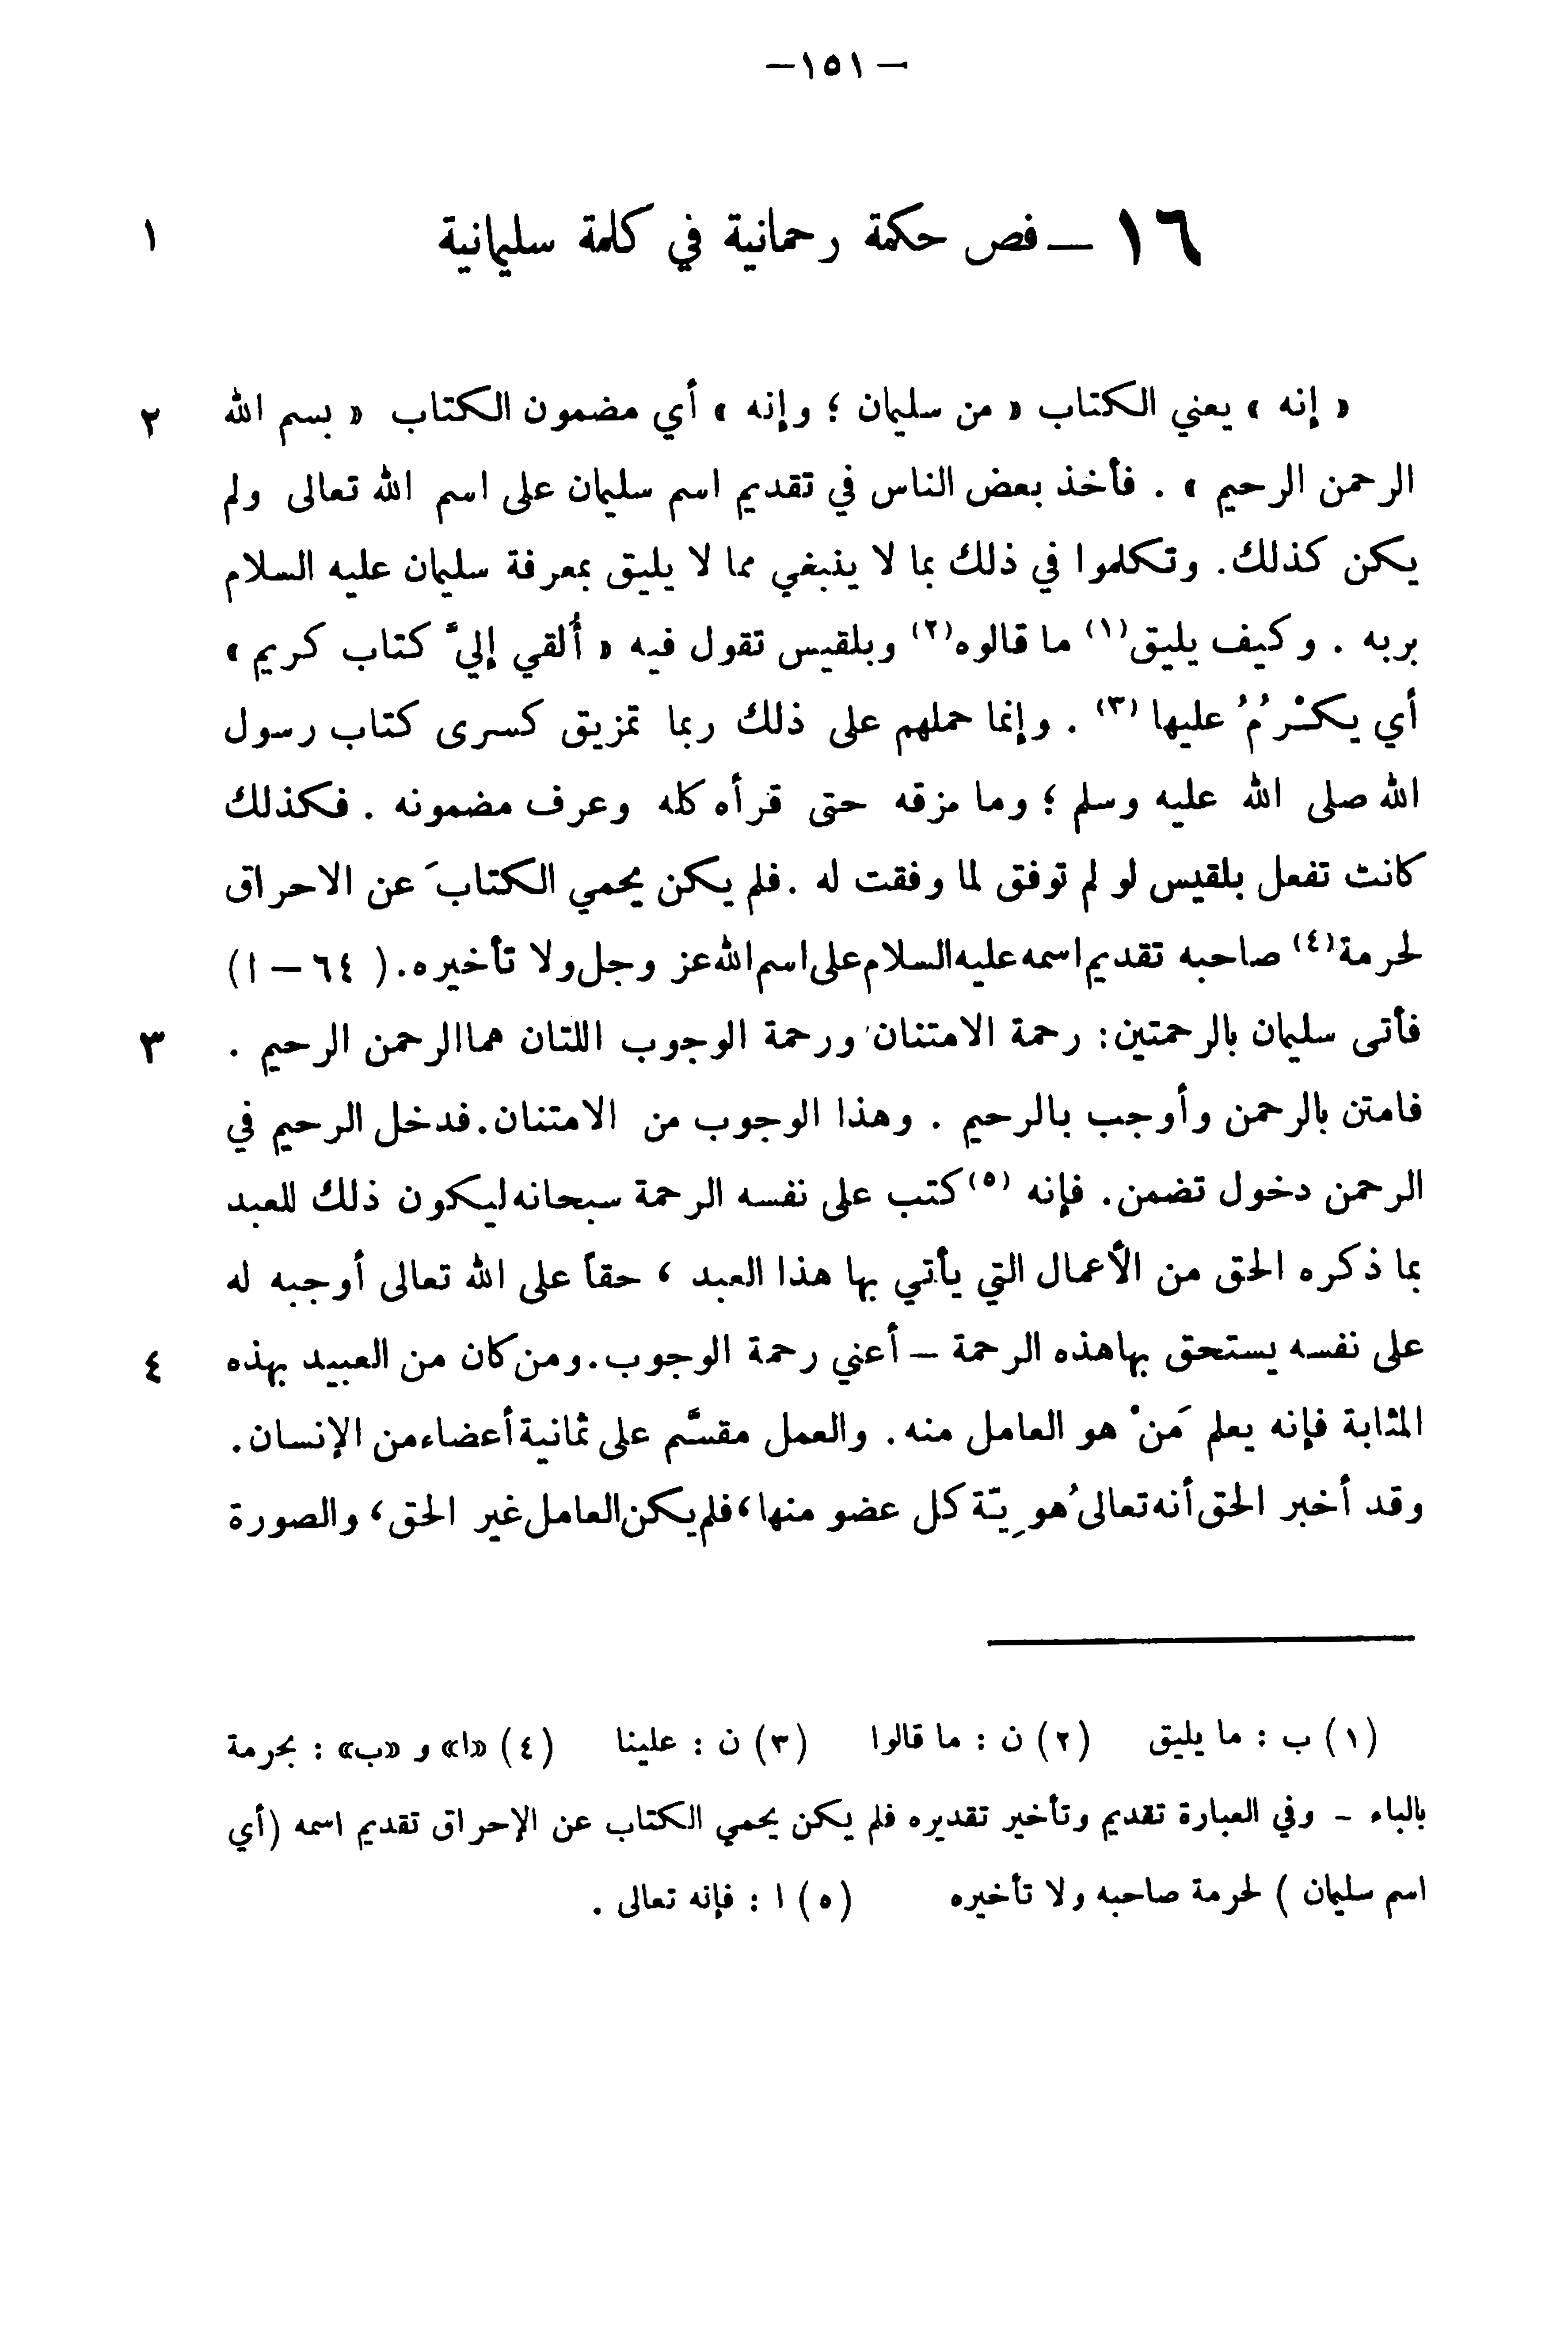 – ١٥١ –
١٦ – فص حكمة رحمانية في كلمة سليمانية ١
« إنه » يعني الكتاب « من سليمان ؛ وإنه » أي مضمون الكتاب « بسم الله ٢
الرحمن الرحيم » . فأخذ بعض الناس في تقديم اسم سليمان على اسم الله تعالى ولم
يكن كذلك. وتكلموا في ذلك بما لا ينبغي مما لا يليق بمعرفة سليمان عليه السلام
بربه . وكيف يليق(١) ما قالوه(٢) وبلقيس تقول فيه « أُلقي إليَّ كتاب كريم »
أي يكْرُمُ عليها (٣) . وإنما حملهم على ذلك ربما تمزيق كسرى كتاب رسول
الله صلى الله عليه وسلم ؛ وما مزقه حتى قرأه كله وعرف مضمونه . فكذلك
كانت تفعل بلقيس لو لم توفق لما وفقت له .فلم يكن يحمي الكتابَ عن الاحراق
لحرمة(٤) صاحبه تقديم اسمه عليه السلام على اسم الله عز وجل ولا تأخيره. ( ٦٤ – ا)
فأتى سليمان بالرحمتين: رحمة الامتنان ورحمة الوجوب اللتان هما الرحمن الرحيم . ٣
فامتن بالرحمن وأوجب بالرحيم . وهذا الوجوب من الامتنان.فدخل الرحيم في
الرحمن دخول تضمن. فإنه (٥)كتب على نفسه الرحمة سبحانه ليكون ذلك للعبد
بما ذكره الحق من الأعمال التي يأتي بها هذا العبد ، حقاً على الله تعالى أوجبه له
على نفسه يستحق بها هذه الرحمة – أعني رحمة الوجوب.ومن كان من العبيد بهذه ٤
المثابة فإنه يعلم مَنْ هو العامل منه . والعمل مقسَّم على ثمانية أعضاء من الإنسان.
وقد أخبر الحق أنه تعالى هُوِيّة كل عضو منها، فلم يكن العامل غير الحق، والصورة
(١) ب : ما يليق (٢) ن : ما قالوا (٣) ن : علينا (٤) «ا» و «ب» : بحرمة
بالباء – وفي العبارة تقديم وتأخير تقديره فلم يكن يحمي الكتاب عن الإحراق تقديم اسمه (أي
اسم سليمان ) لحرمة صاحبه ولا تأخيره (٥) ا : فإنه تعالى .